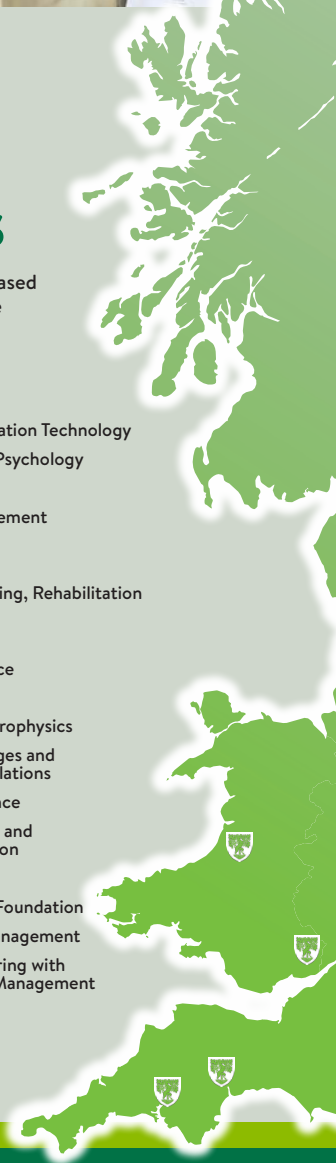 s
ased
e
ation Technology
Psychology
ement
ing, Rehabilitation
ce
rophysics
ges and
lations
nce
and
on
Foundation
nagement
ring with
Management